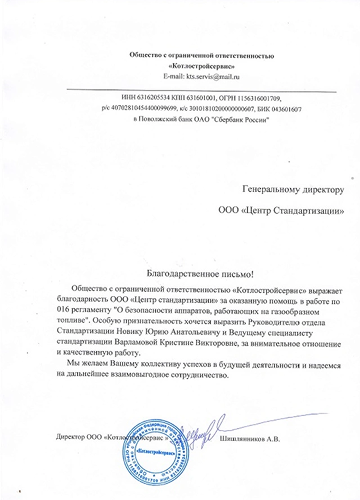 Общество с ограниченной ответственностью
«Котлостройсервис»
E-mail: kts.servis@mail.ru
ИНН 6316205534 КПП 631601001, ОГРН 1156316001709,
р/с 40702810454400099699, к/с 30101810200000000607, БИК 043601607
в Поволжский банк ОАО "Сбербанк России"
Генеральному директору
ООО «Центр Стандартизации»
Благодарственное письмо!
Общество с ограниченной ответственностью «Котлостройсервис» выражает
благодарность ООО «Центр стандартизации» за оказанную помощь в работе по
016 регламенту "О безопасности аппаратов, работающих на газообразном
топливе". Особую признательность хочется выразить Руководителю отдела
Стандартизации Новику Юрию Анатольевичу и Ведущему специалисту
стандартизации Варламовой Кристине Викторовне, за внимательное отношение
и качественную работу.
Мы желаем Вашему коллективу успехов в будущей деятельности и надеемся
на дальнейшее взаимовыгодное сотрудничество.
Директор ООО «Котлостройсервис» Шишлянников А.В.
«Котлостройсервис»